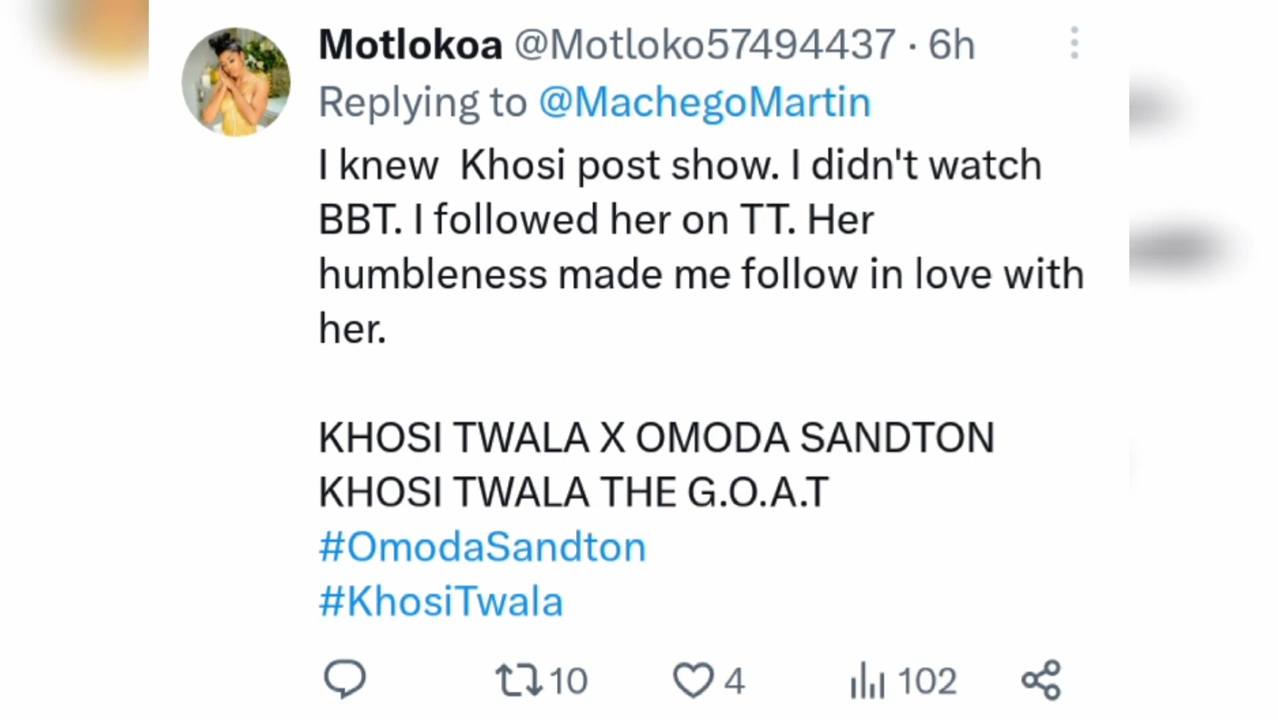 Motlokoa @Motloko57494437 · 6h
Replying to @MachegoMartin
I knew  Khosi post show. I didn't watch
BBT. I followed her on TT. Her
humbleness made me follow in love with
her.
KHOSI TWALA X OMODA SANDTON
KHOSI TWALA THE G.O.A.T
#OmodaSandton
#KhosiTwala
10 4 102